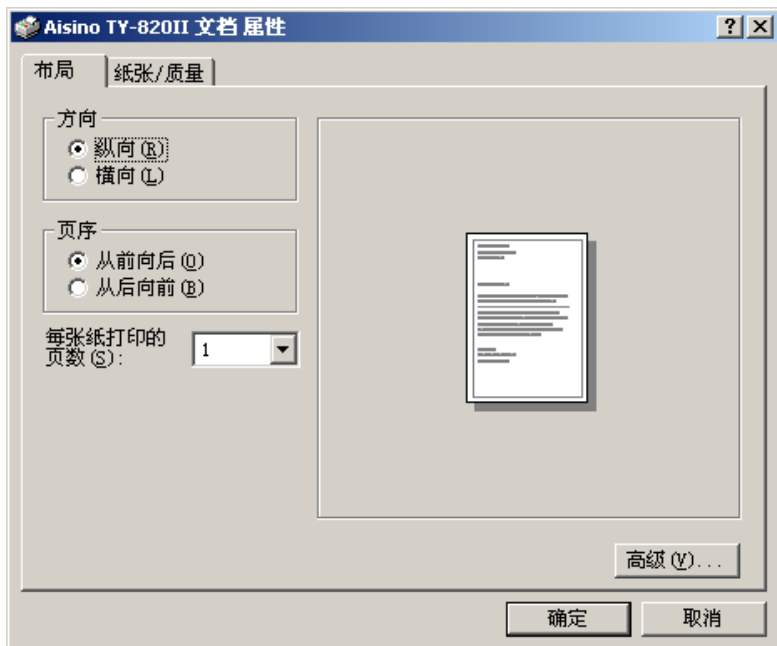 Aisino TY-820II 文档 属性
布局
纸张/质量
方向
纵向(R)
横向(L)
页序
从前向后(O)
从后向前(B)
每张纸打印的
页数(S):
1
高级(V)...
确定
取消